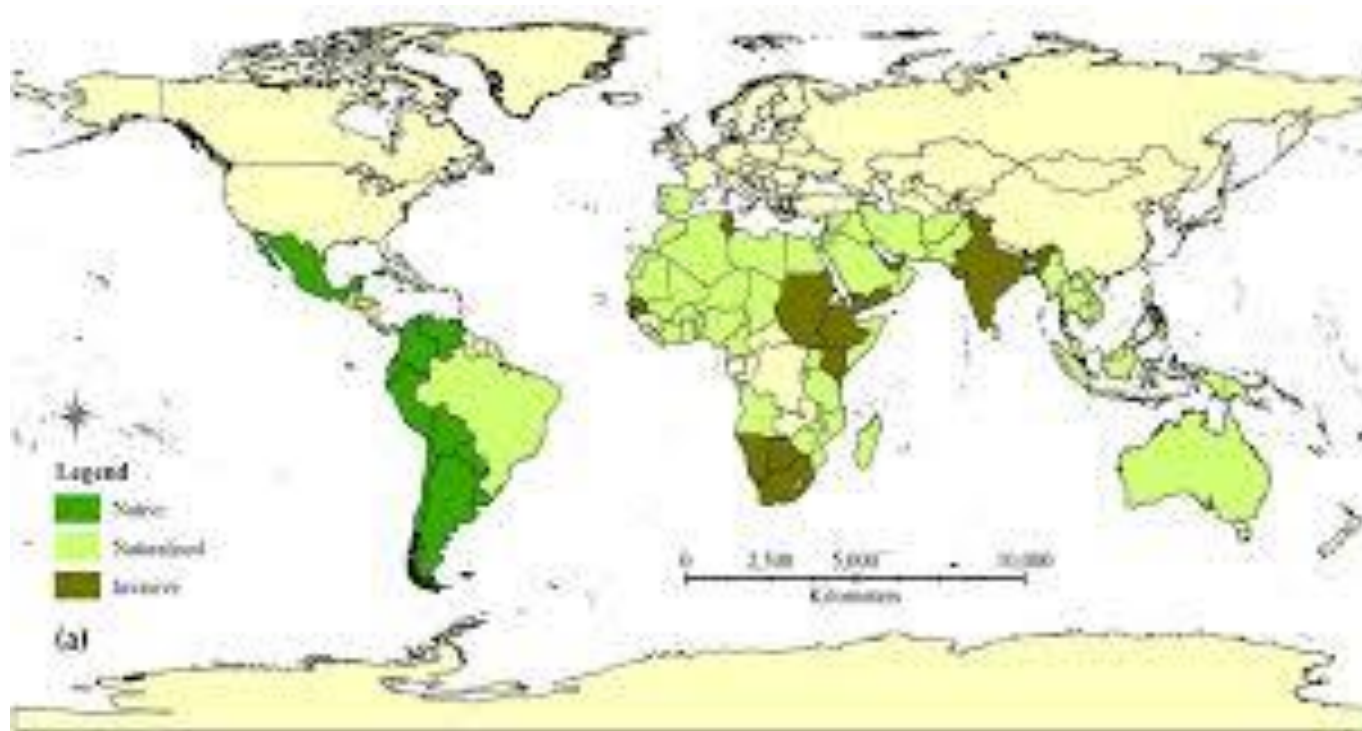 Legend
Native
Naturalised
Invasive
0 2,500 5,000 10,000
Kilometers
(a)